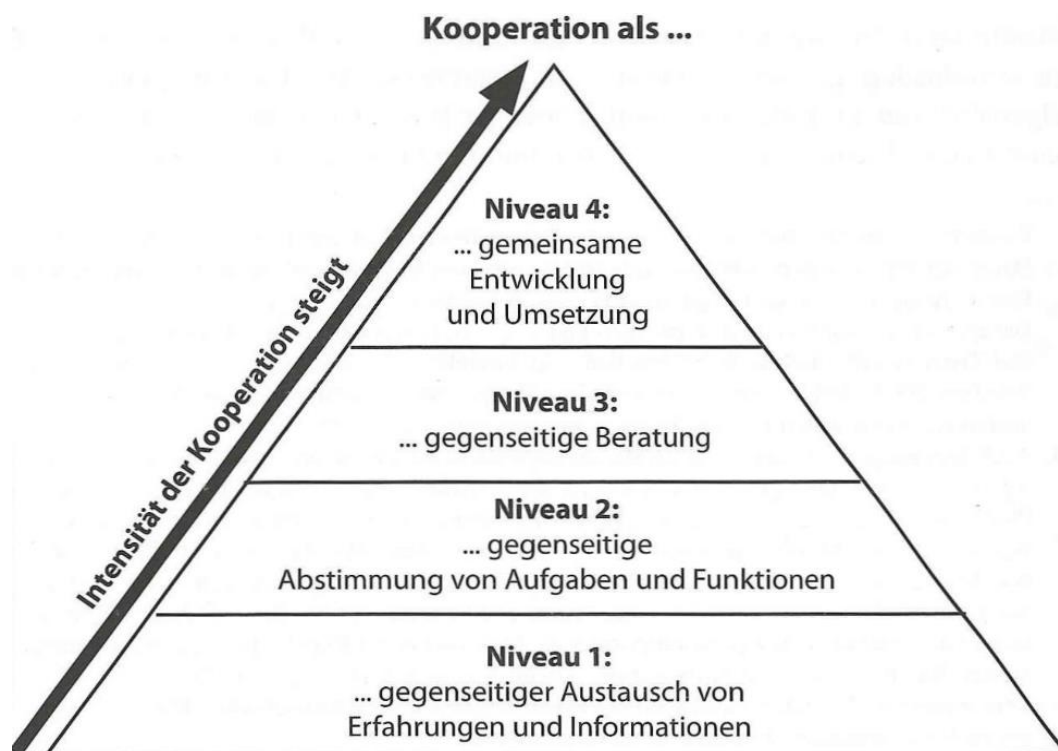 Kooperation als ...
Intensität der Kooperation steigt
Niveau 4:
... gemeinsame
Entwicklung
und Umsetzung
Niveau 3:
... gegenseitige Beratung
Niveau 2:
... gegenseitige
Abstimmung von Aufgaben und Funktionen
Niveau 1:
... gegenseitiger Austausch von
Erfahrungen und Informationen